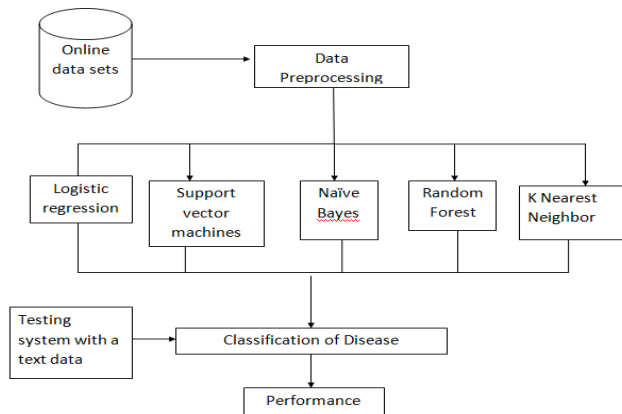 Online
data sets
Data
Preprocessing
Logistic
regression
Support
vector
machines
Naïve
Bayes
Random
Forest
K Nearest
Neighbor
Testing
system with a
text data
Classification of Disease
Performance